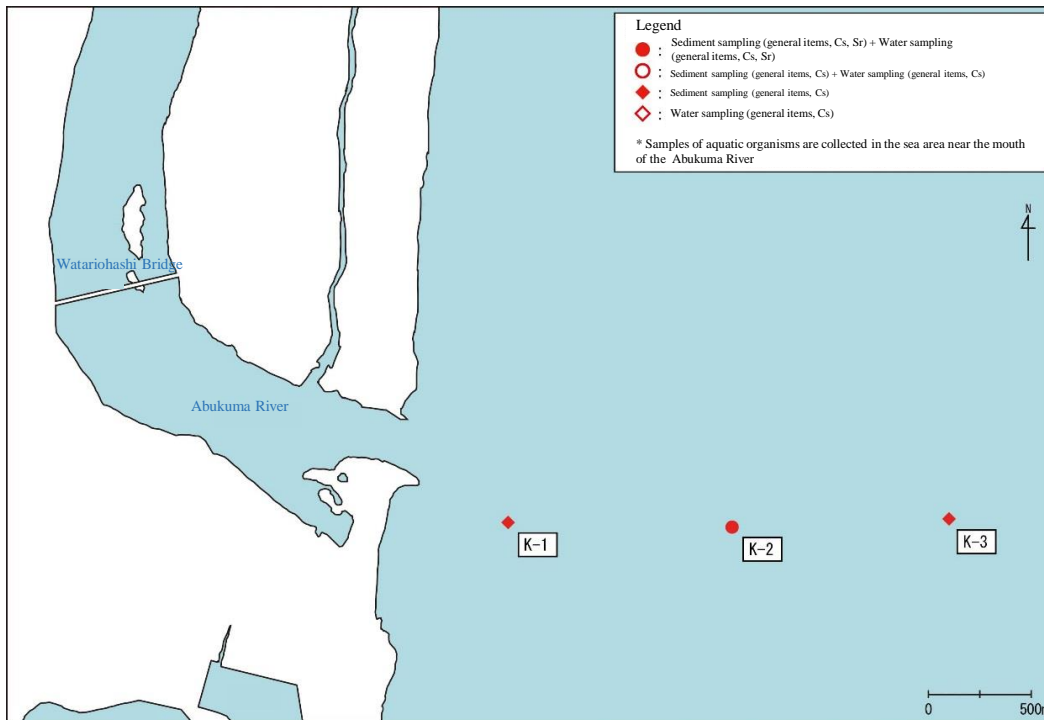 Legend
: Sediment sampling (general items, Cs, Sr) + Water sampling
(general items, Cs, Sr)
: Sediment sampling (general items, Cs) + Water sampling (general items, Cs)
: Sediment sampling (general items, Cs)
: Water sampling (general items, Cs)
* Samples of aquatic organisms are collected in the sea area near the mouth
of the Abukuma River
N
Watariohashi Bridge
Abukuma River
K-1
K-2
K-3
0 500m